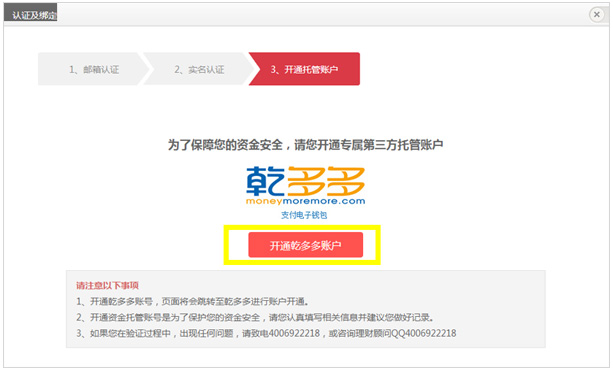 认证及绑定
1、邮箱认证
2、实名认证
3、开通托管账户
为了保障您的资金安全，请您开通专属第三方托管账户
乾多多
moneymoremore.com
支付电子钱包
开通乾多多账户
请注意以下事项
1、开通乾多多账号，页面将会跳转至乾多多进行账户开通。
2、开通资金托管账号是为了保护您的资金安全，请您认真填写相关信息并建议您做好记录。
3、如果您在验证过程中，出现任何问题，请致电4006922218，或咨询理财顾问QQ4006922218